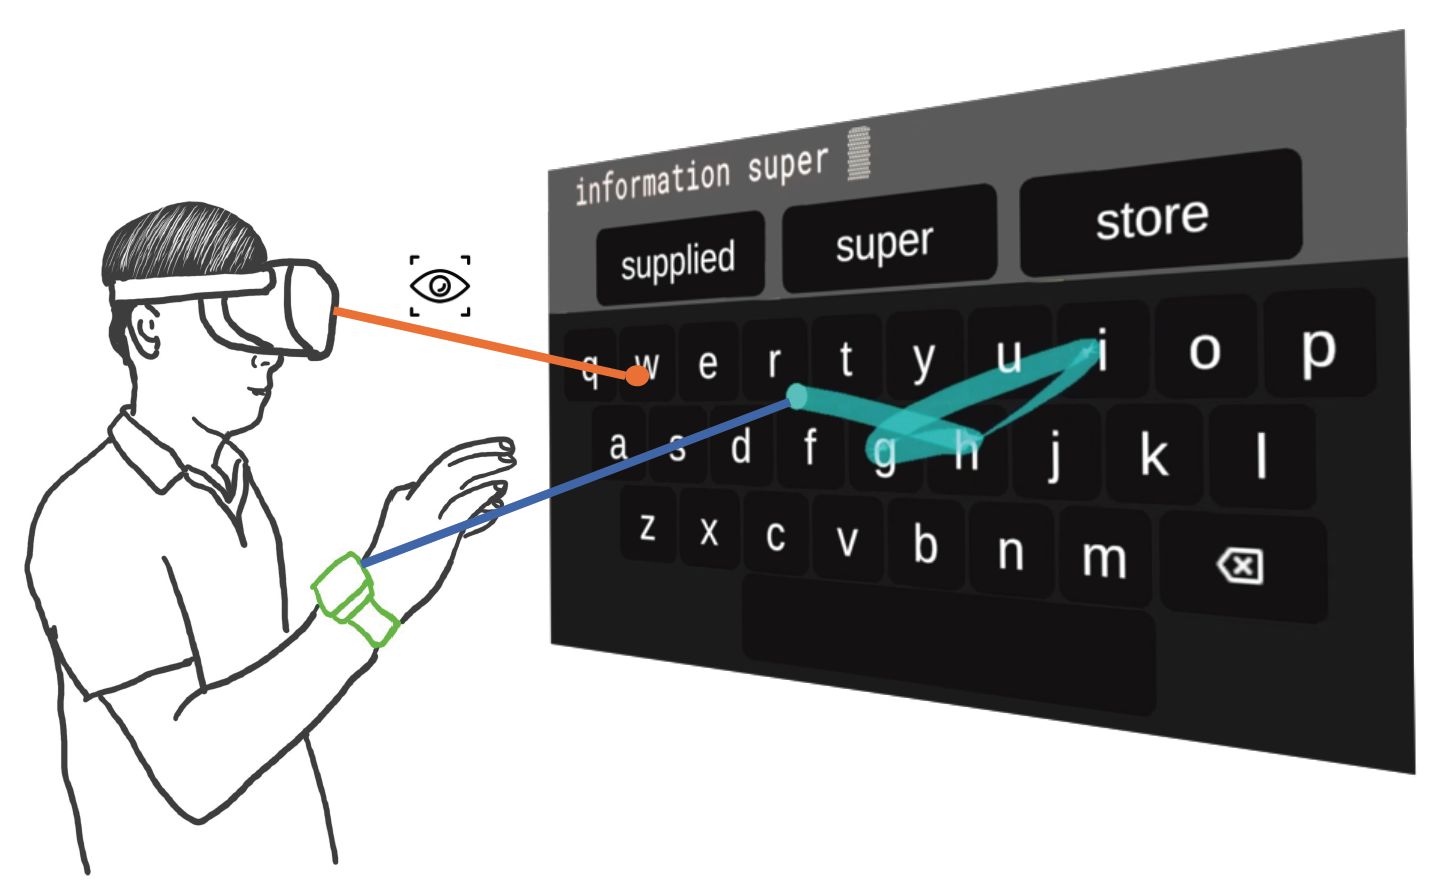 information super
supplied super store
q w e r t y u i o p
a s d f g h j k l
z x c v b n m